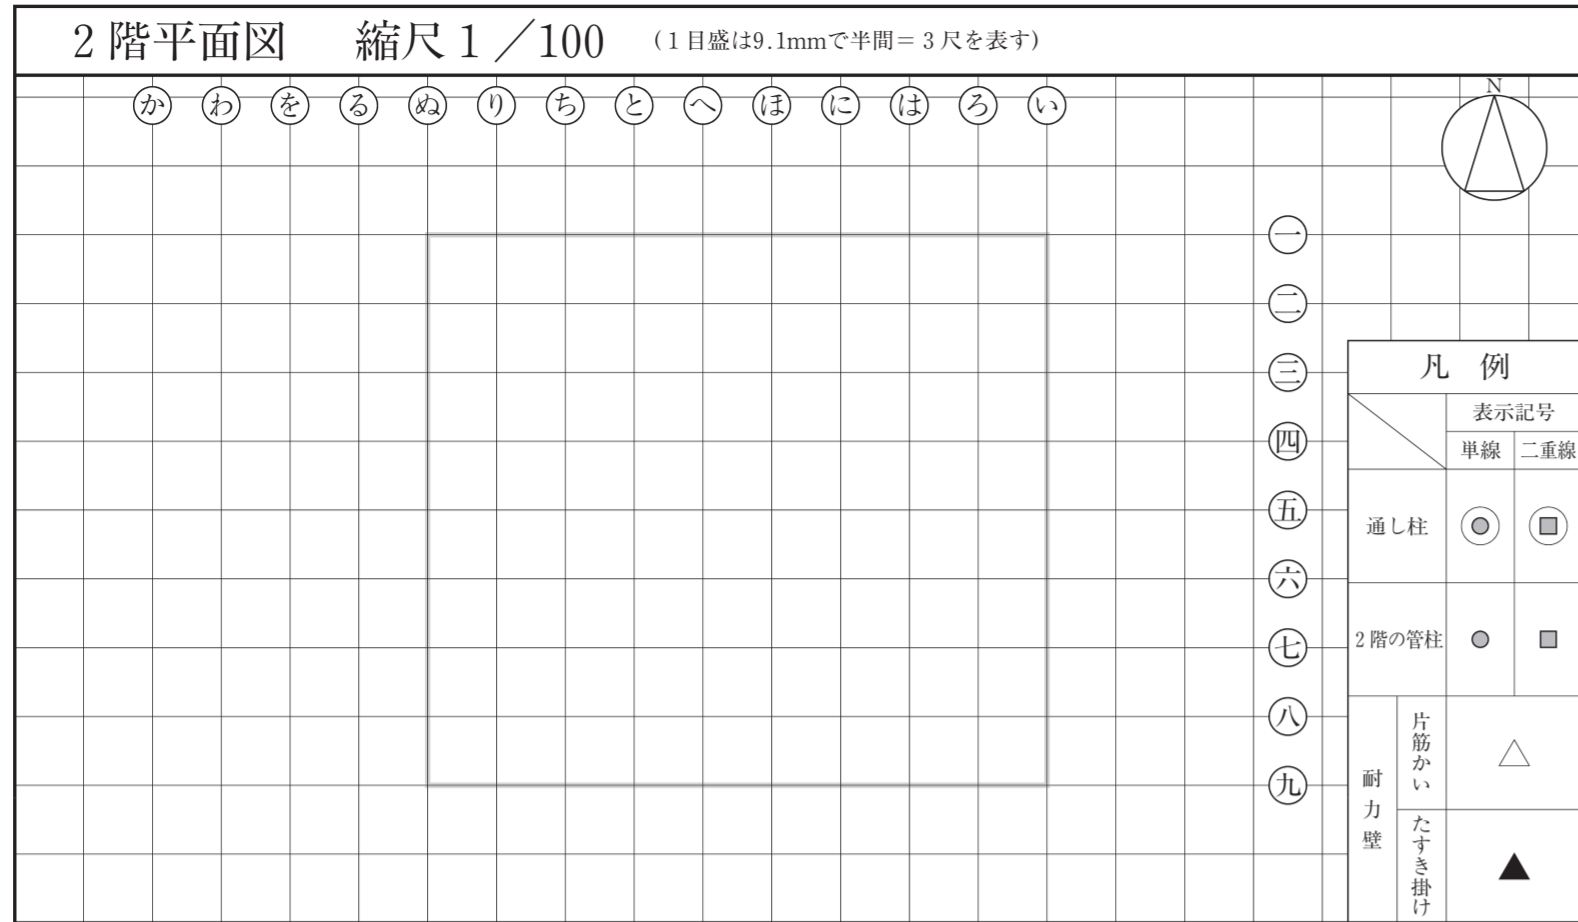 2階平面図　縮尺1／100　(1目盛は9.1mmで半間＝3尺を表す)
か わ を る ぬ り ち と へ ほ に は ろ い
N
一
二
三
四
五
六
七
八
九
凡 例
表示記号
単線 二重線
通し柱
2階の管柱
耐力壁
片筋かい
たすき掛け